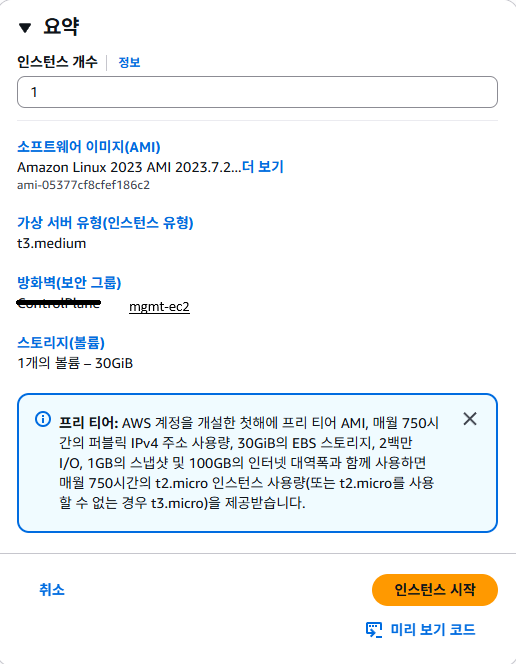 요약
인스턴스 개수 정보
1
소프트웨어 이미지(AMI)
Amazon Linux 2023 AMI 2023.7.2...더 보기
ami-05377cf8cfef186c2
가상 서버 유형(인스턴스 유형)
t3.medium
방화벽(보안 그룹)
ControlPlane mgmt-ec2
스토리지(볼륨)
1개의 볼륨 – 30GiB
프리 티어: AWS 계정을 개설한 첫해에 프리 티어 AMI, 매월 750시
간의 퍼블릭 IPv4 주소 사용량, 30GiB의 EBS 스토리지, 2백만
I/O, 1GB의 스냅샷 및 100GB의 인터넷 대역폭과 함께 사용하면
매월 750시간의 t2.micro 인스턴스 사용량(또는 t2.micro를 사용
할 수 없는 경우 t3.micro)을 제공받습니다.
취소 인스턴스 시작
미리 보기 코드